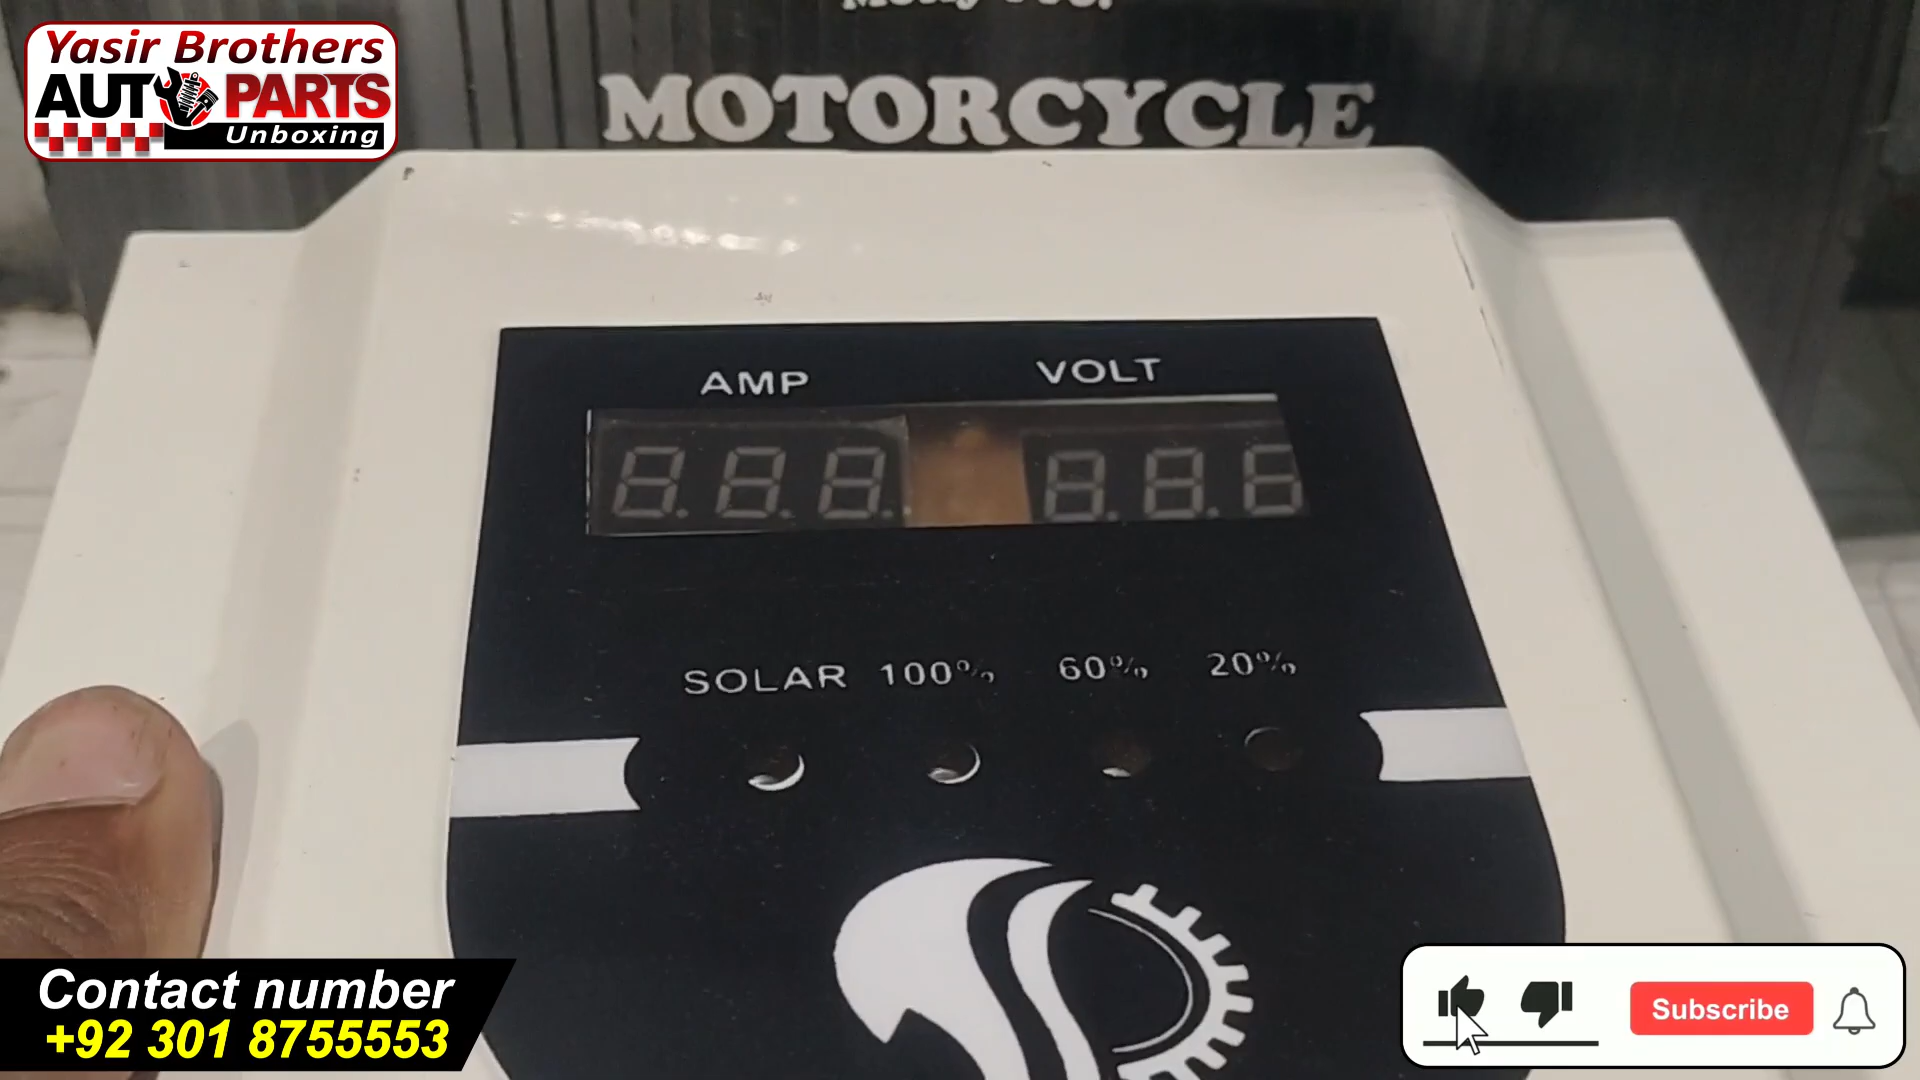 Yasir Brothers
AUTO PARTS
Unboxing
MOTORCYCLE
AMP
VOLT
SOLAR 100% 60% 20%
Contact number
+92 301 8755553
Subscribe